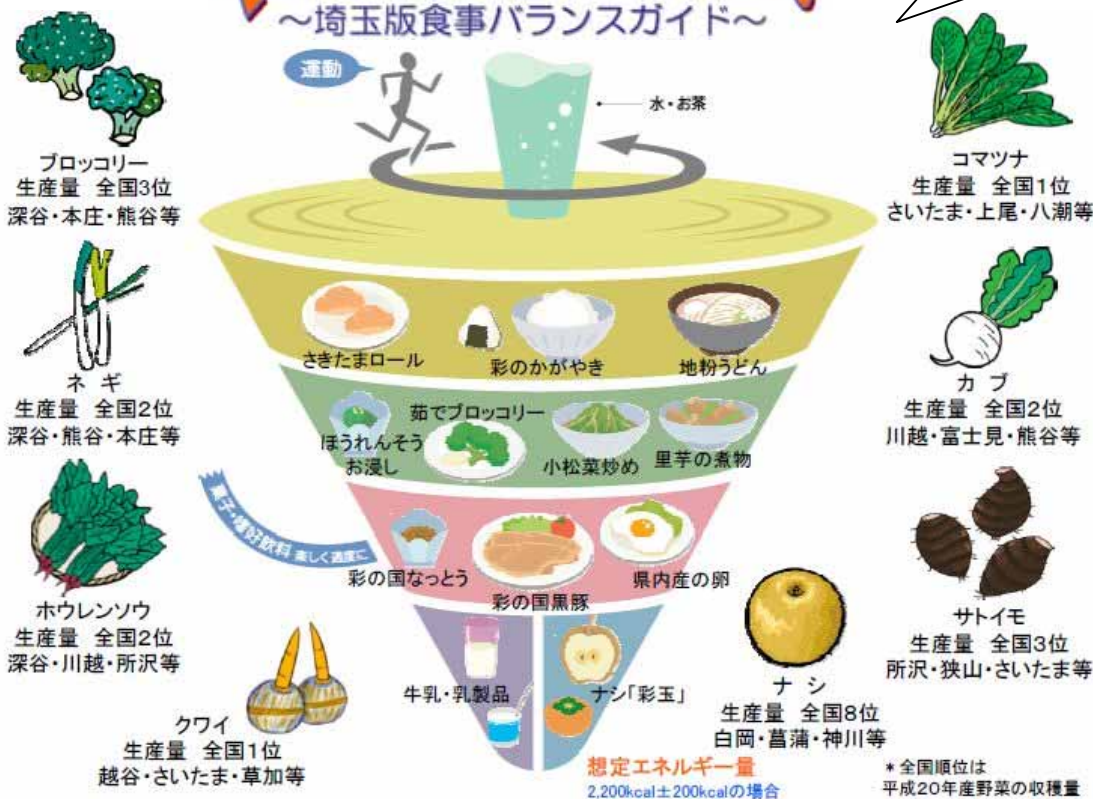 ～埼玉版食事バランスガイド～
運動
水・お茶
ブロッコリー
生産量 全国3位
深谷・本庄・熊谷等
コマツナ
生産量 全国1位
さいたま・上尾・八潮等
ネギ
生産量 全国2位
深谷・熊谷・本庄等
カブ
生産量 全国2位
川越・富士見・熊谷等
さきたまロール
彩のかがやき
地粉うどん
ほうれんそう
お浸し
茹でブロッコリー
小松菜炒め
里芋の煮物
菓子・嗜好飲料 楽しく適度に
彩の国なっとう
彩の国黒豚
県内産の卵
ホウレンソウ
生産量 全国2位
深谷・川越・所沢等
サトイモ
生産量 全国3位
所沢・狭山・さいたま等
牛乳・乳製品
ナシ「彩玉」
クワイ
生産量 全国1位
越谷・さいたま・草加等
ナシ
生産量 全国8位
白岡・菖蒲・神川等
想定エネルギー量
2,200kcal±200kcalの場合
＊全国順位は
平成20年産野菜の収穫量